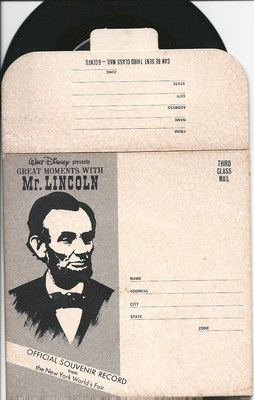 CAN BE SENT THIRD CLASS MAIL - 6 CENTS
ZONE
STATE
CITY
ADDRESS
NAME
FROM
Walt Disney presents
GREAT MOMENTS WITH
Mr. LINCOLN
THIRD
CLASS
MAIL
NAME
ADDRESS
CITY
STATE
ZONE
OFFICIAL SOUVENIR RECORD
from
the New York World's Fair